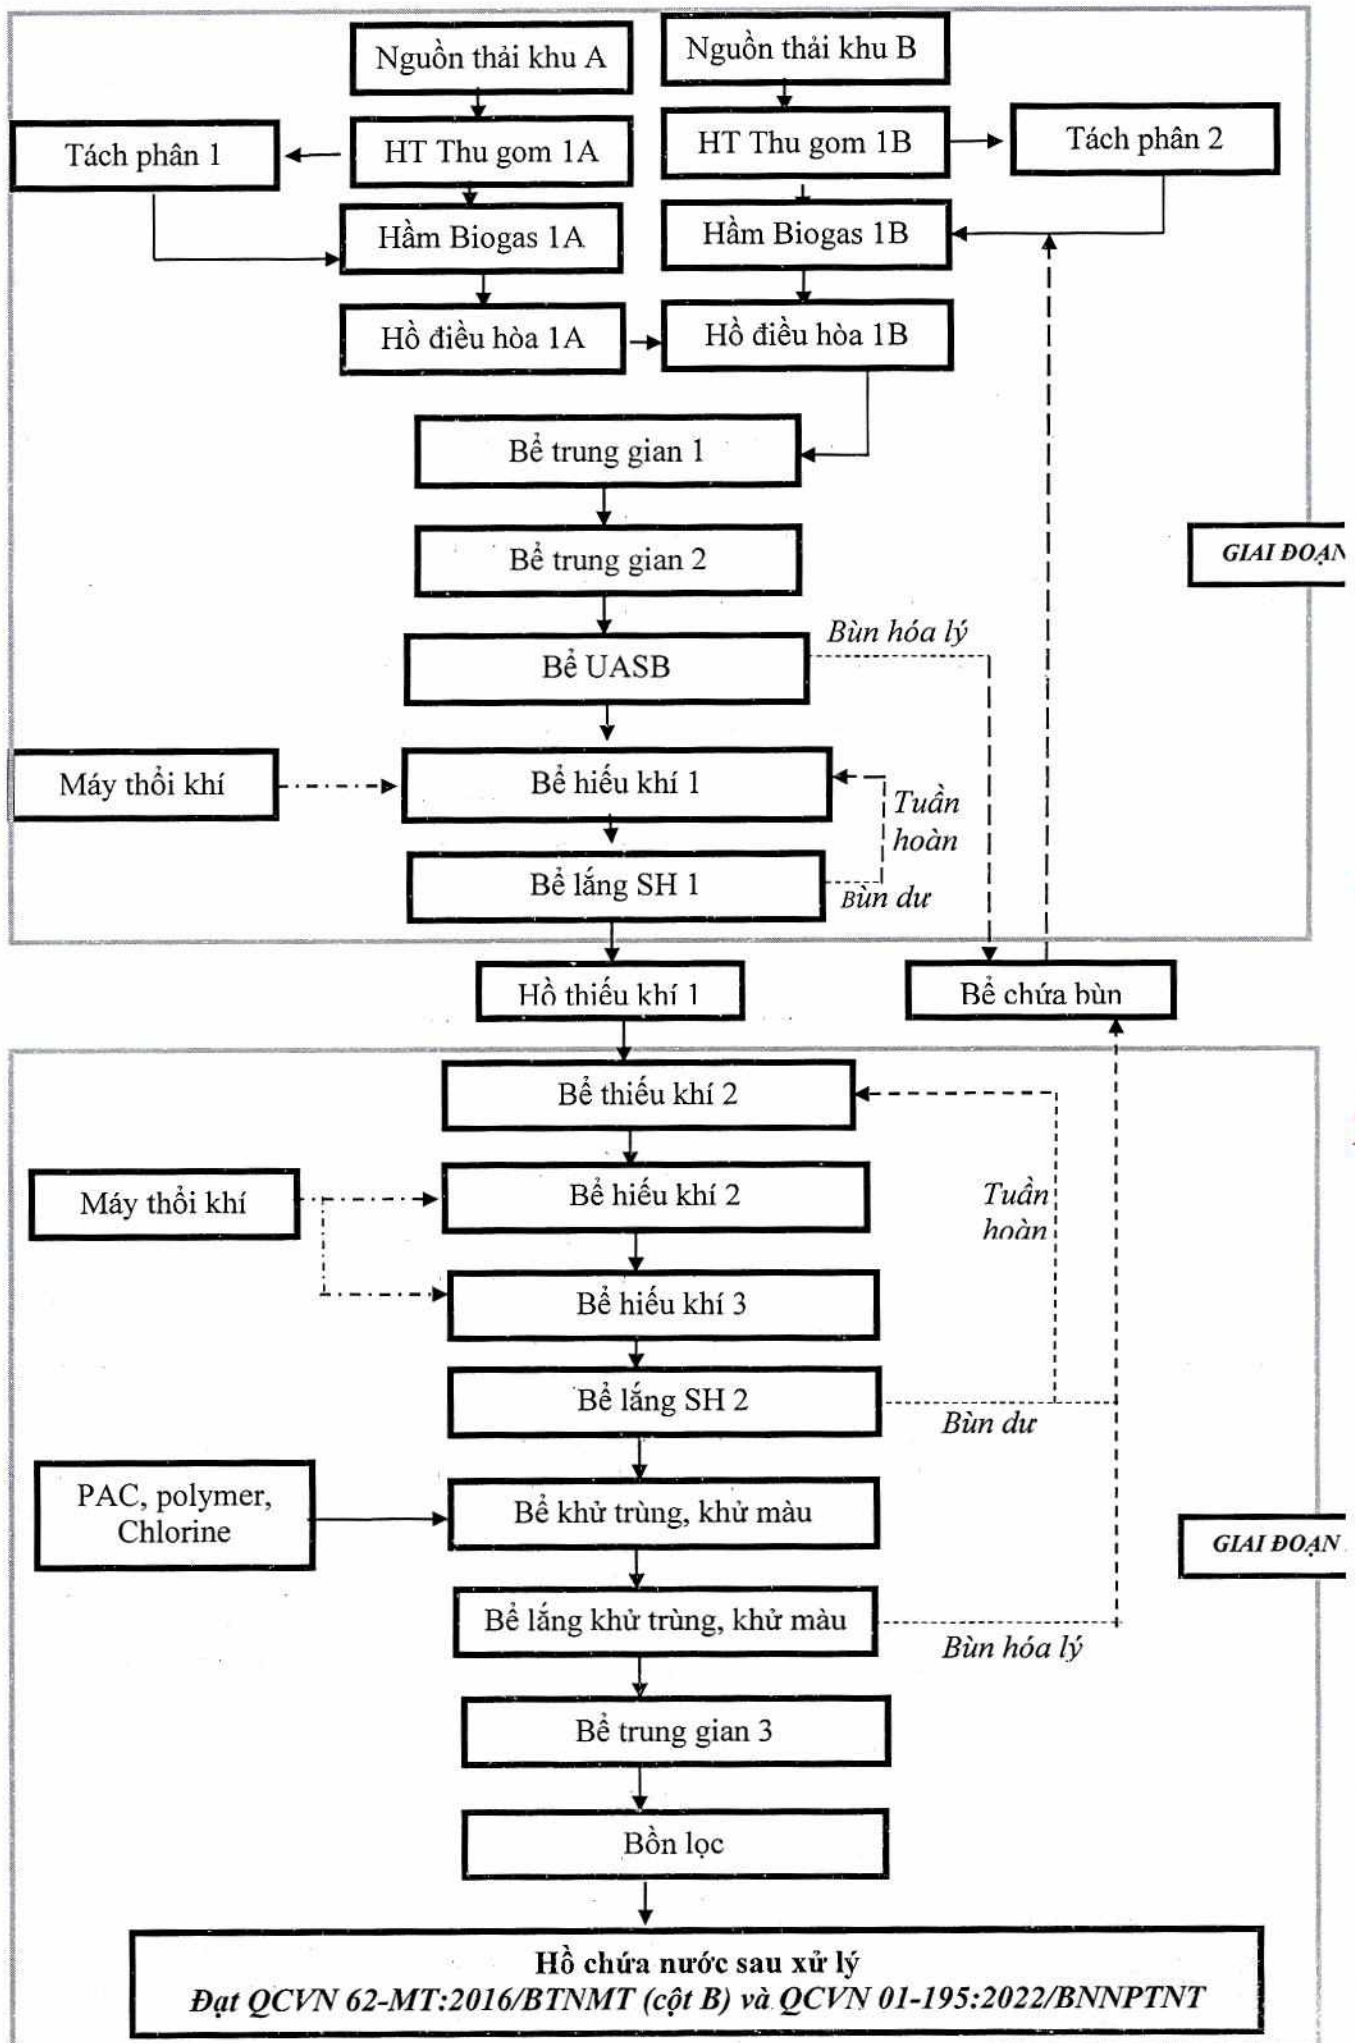 Nguồn thải khu A
Nguồn thải khu B
Tách phân 1
HT Thu gom 1A
HT Thu gom 1B
Tách phân 2
Hầm Biogas 1A
Hầm Biogas 1B
Hồ điều hòa 1A
Hồ điều hòa 1B
Bể trung gian 1
Bể trung gian 2
GIAI ĐOẠN
Bùn hóa lý
Bể UASB
Máy thổi khí
Bể hiếu khí 1
Tuần
hoàn
Bể lắng SH 1
Bùn dư
Hồ thiếu khí 1
Bể chứa bùn
Bể thiếu khí 2
Máy thổi khí
Bể hiếu khí 2
Tuần
hoàn
Bể hiếu khí 3
Bể lắng SH 2
Bùn dư
PAC, polymer,
Chlorine
Bể khử trùng, khử màu
GIAI ĐOẠN
Bể lắng khử trùng, khử màu
Bùn hóa lý
Bể trung gian 3
Bồn lọc
Hồ chứa nước sau xử lý
Đạt QCVN 62-MT:2016/BTNMT (cột B) và QCVN 01-195:2022/BNNPTNT